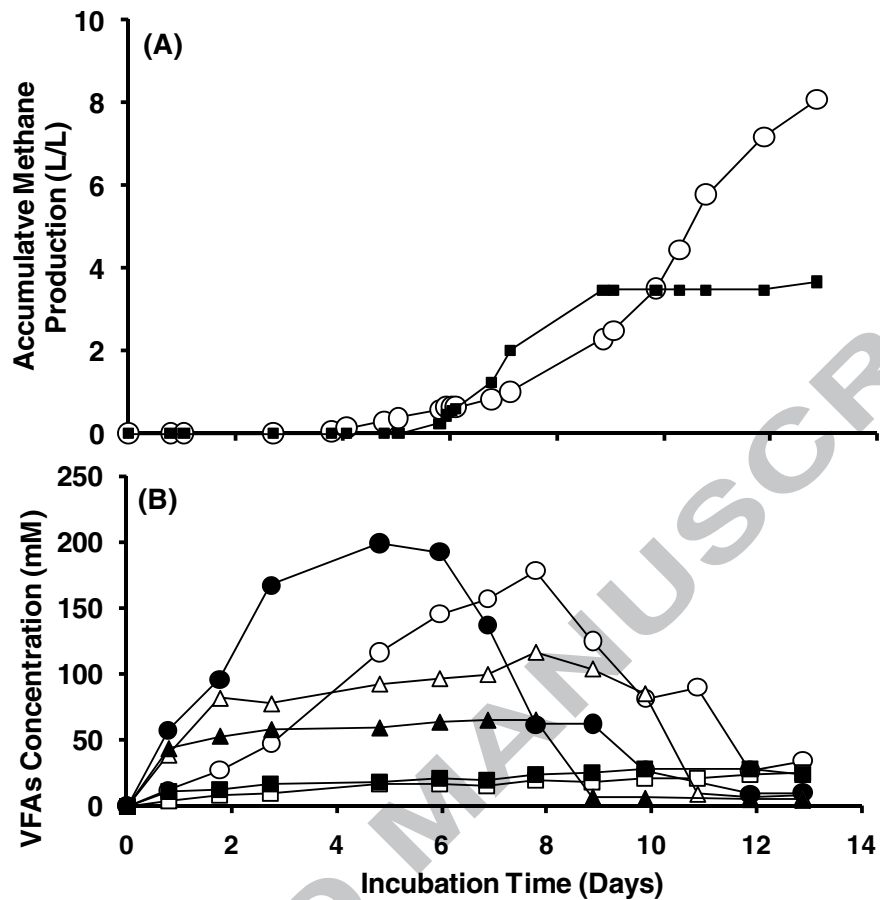 10
(A)
8
6
4
2
0
Accumulatve Methane
Production (L/L)
250
(B)
200
150
100
50
0
VFAs Concentration (mM)
0 2 4 6 8 10 12 14
Incubation Time (Days)
D MANUSCR